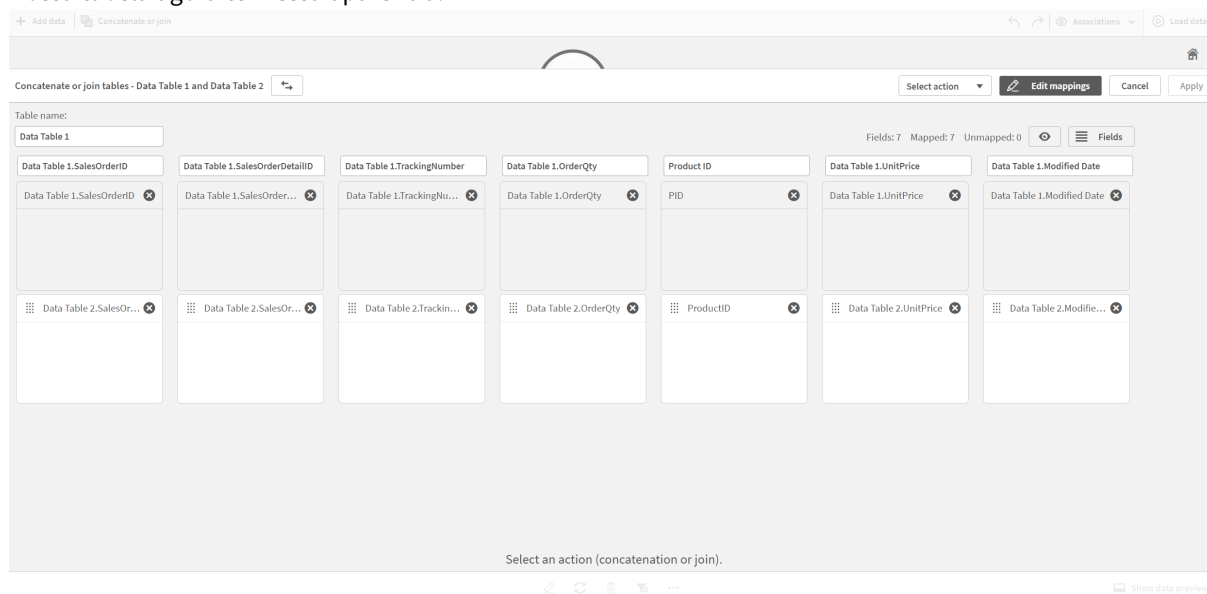 Add data Concatenate or join Associations Load data
Concatenate or join tables - Data Table 1 and Data Table 2 Select action Edit mappings Cancel Apply
Table name:
Data Table 1 Fields: 7 Mapped: 7 Unmapped: 0 Fields
Data Table 1.SalesOrderID Data Table 1.SalesOrderDetailID Data Table 1.TrackingNumber Data Table 1.OrderQty Product ID Data Table 1.UnitPrice Data Table 1.Modified Date
Data Table 1.SalesOrderID Data Table 1.SalesOrder... Data Table 1.TrackingNu... Data Table 1.OrderQty PID Data Table 1.UnitPrice Data Table 1.Modified Date
Data Table 2.SalesOr... Data Table 2.SalesOr... Data Table 2.Trackin... Data Table 2.OrderQty ProductID Data Table 2.UnitPrice Data Table 2.Modifie...
Select an action (concatenation or join).
Show data preview